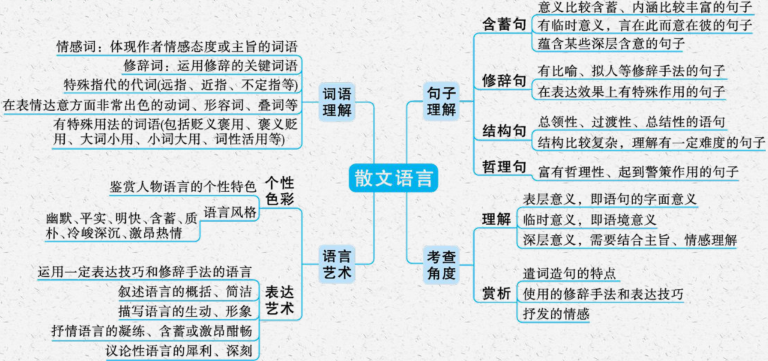 散文语言
词语
理解
情感词：体现作者情感态度或主旨的词语
修辞词：运用修辞的关键词语
特殊指代的代词(远指、近指、不定指等)
在表情达意方面非常出色的动词、形容词、叠词等
有特殊用法的词语(包括贬义褒用、褒义贬
用、大词小用、小词大用、词性活用等)
语言
艺术
个性
色彩
鉴赏人物语言的个性特色
语言风格
幽默、平实、明快、含蓄、质
朴、冷峻深沉、激昂热情
表达
艺术
运用一定表达技巧和修辞手法的语言
叙述语言的概括、简洁
描写语言的生动、形象
抒情语言的凝练、含蓄或激昂酣畅
议论性语言的犀利、深刻
句子
理解
含蓄句
意义比较含蓄、内涵比较丰富的句子
有临时意义，言在此而意在彼的句子
蕴含某些深层含意的句子
修辞句
有比喻、拟人等修辞手法的句子
在表达效果上有特殊作用的句子
结构句
总领性、过渡性、总结性的语句
结构比较复杂，理解有一定难度的句子
哲理句
富有哲理性、起到警策作用的句子
考查
角度
理解
表层意义，即语句的字面意义
临时意义，即语境意义
深层意义，需要结合主旨、情感理解
赏析
遣词造句的特点
使用的修辞手法和表达技巧
抒发的情感